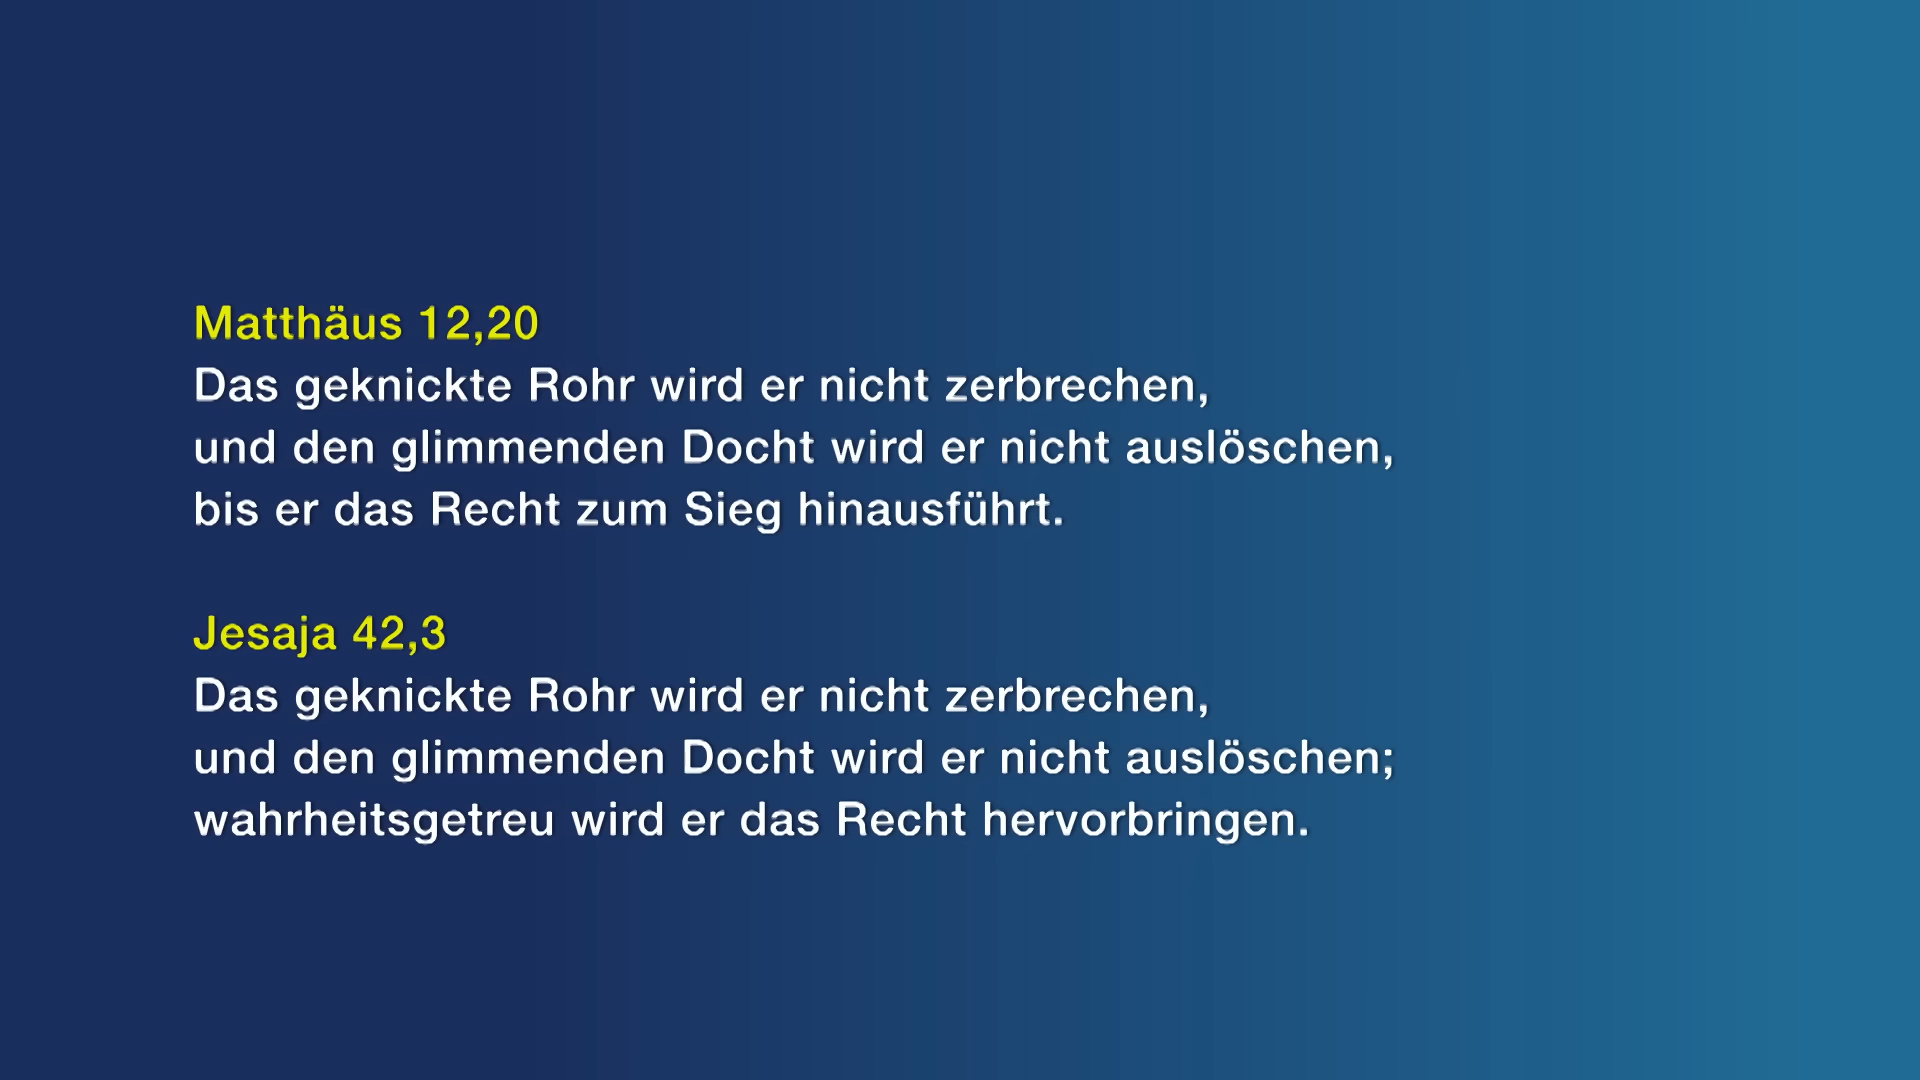 Matthäus 12,20
Das geknickte Rohr wird er nicht zerbrechen,
und den glimmenden Docht wird er nicht auslöschen,
bis er das Recht zum Sieg hinausführt.
Jesaja 42,3
Das geknickte Rohr wird er nicht zerbrechen,
und den glimmenden Docht wird er nicht auslöschen;
wahrheitsgetreu wird er das Recht hervorbringen.